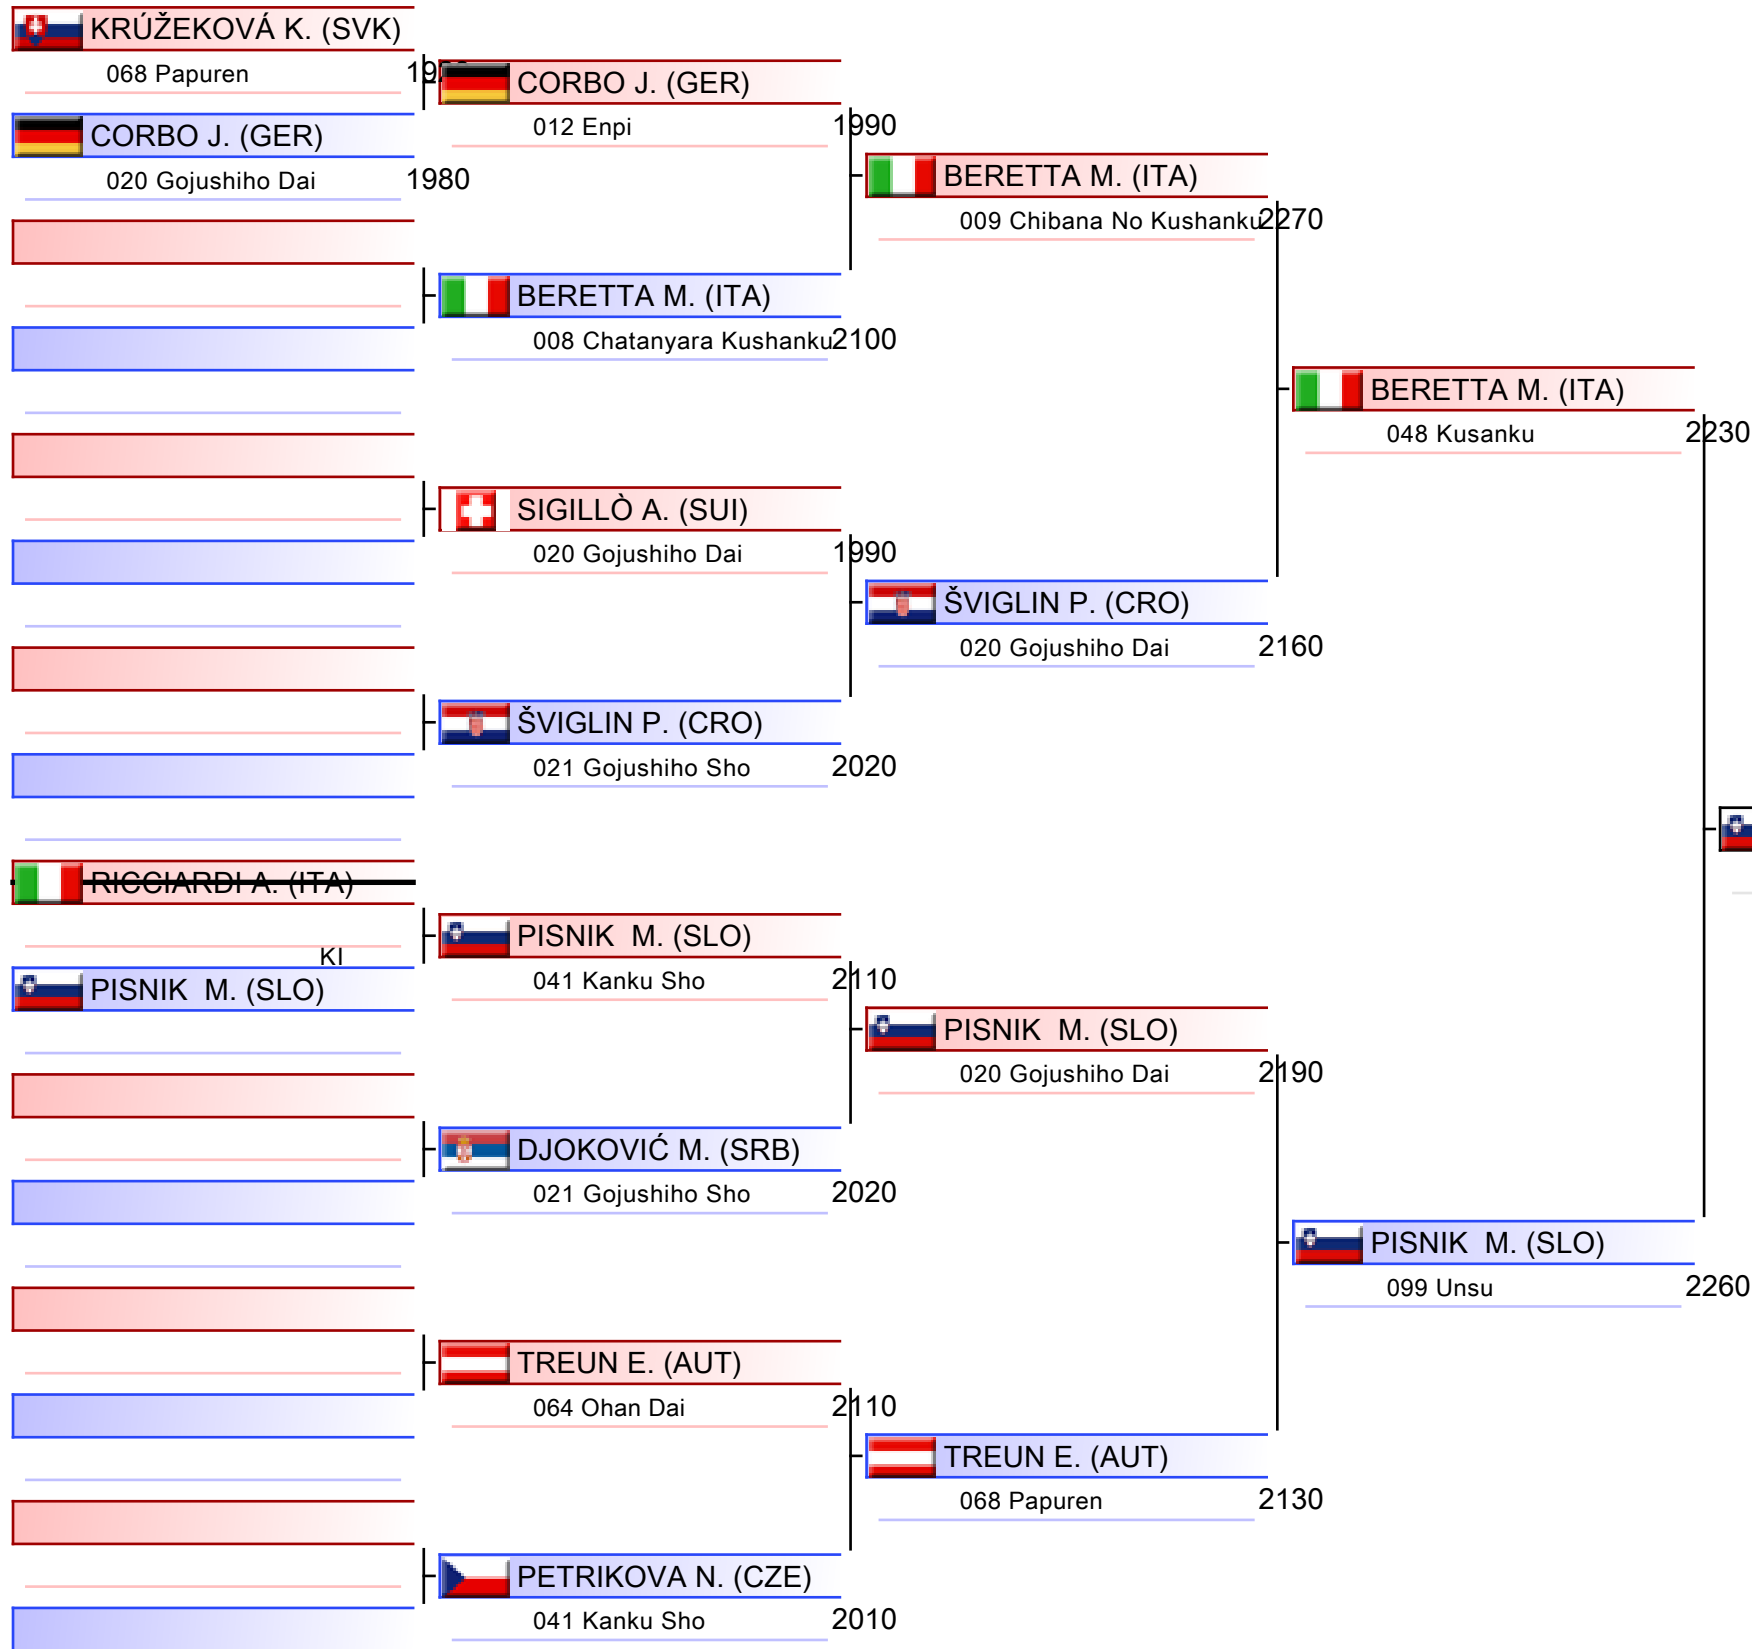 KRÚŽEKOVÁ K. (SVK)
068 Papuren
CORBO J. (GER)
020 Gojushiho Dai 1980
RICCIARDI A. (ITA)
KI
PISNIK M. (SLO)
CORBO J. (GER)
012 Enpi 1990
BERETTA M. (ITA)
008 Chatanyara Kushanku 2100
SIGILLÒ A. (SUI)
020 Gojushiho Dai 1990
ŠVIGLIN P. (CRO)
021 Gojushiho Sho 2020
PISNIK M. (SLO)
041 Kanku Sho 2110
DJOKOVIĆ M. (SRB)
021 Gojushiho Sho 2020
TREUN E. (AUT)
064 Ohan Dai 2110
PETRIKOVA N. (CZE)
041 Kanku Sho 2010
BERETTA M. (ITA)
009 Chibana No Kushanku 2270
ŠVIGLIN P. (CRO)
020 Gojushiho Dai 2160
PISNIK M. (SLO)
020 Gojushiho Dai 2190
TREUN E. (AUT)
068 Papuren 2130
BERETTA M. (ITA)
048 Kusanku 2230
PISNIK M. (SLO)
099 Unsu 2260